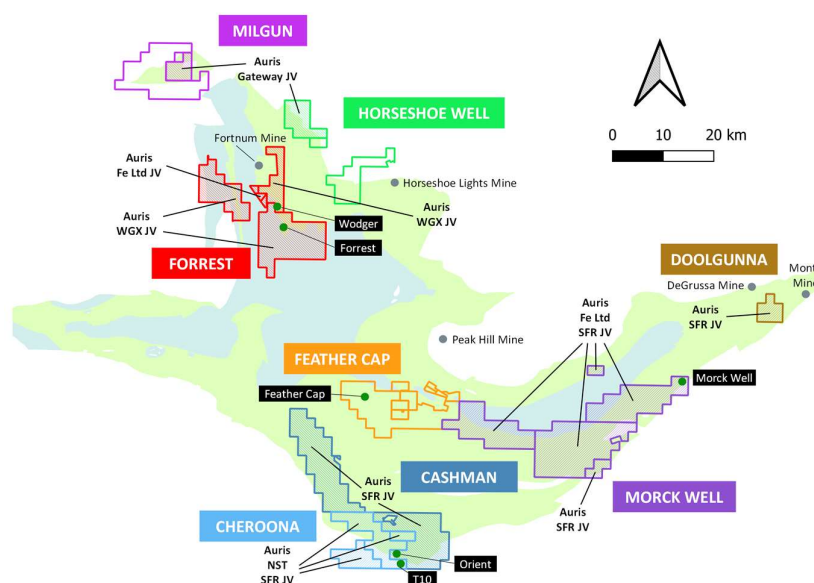 MILGUN
Auris
Gateway JV
HORSESHOE WELL
0 10 20 km
Fortnum Mine
Auris
Fe Ltd JV
Horseshoe Lights Mine
Auris
WGX JV
Auris
WGX JV
Wodger
Forrest
FORREST
DOOLGUNNA
DeGrussa Mine
Mont
Mine
Auris
Fe Ltd
SFR JV
Auris
SFR JV
Peak Hill Mine
FEATHER CAP
Feather Cap
Morck Well
Auris
SFR JV
CASHMAN
MORCK WELL
Auris
SFR JV
CHEROONA
Auris
NST
SFR JV
Orient
T10